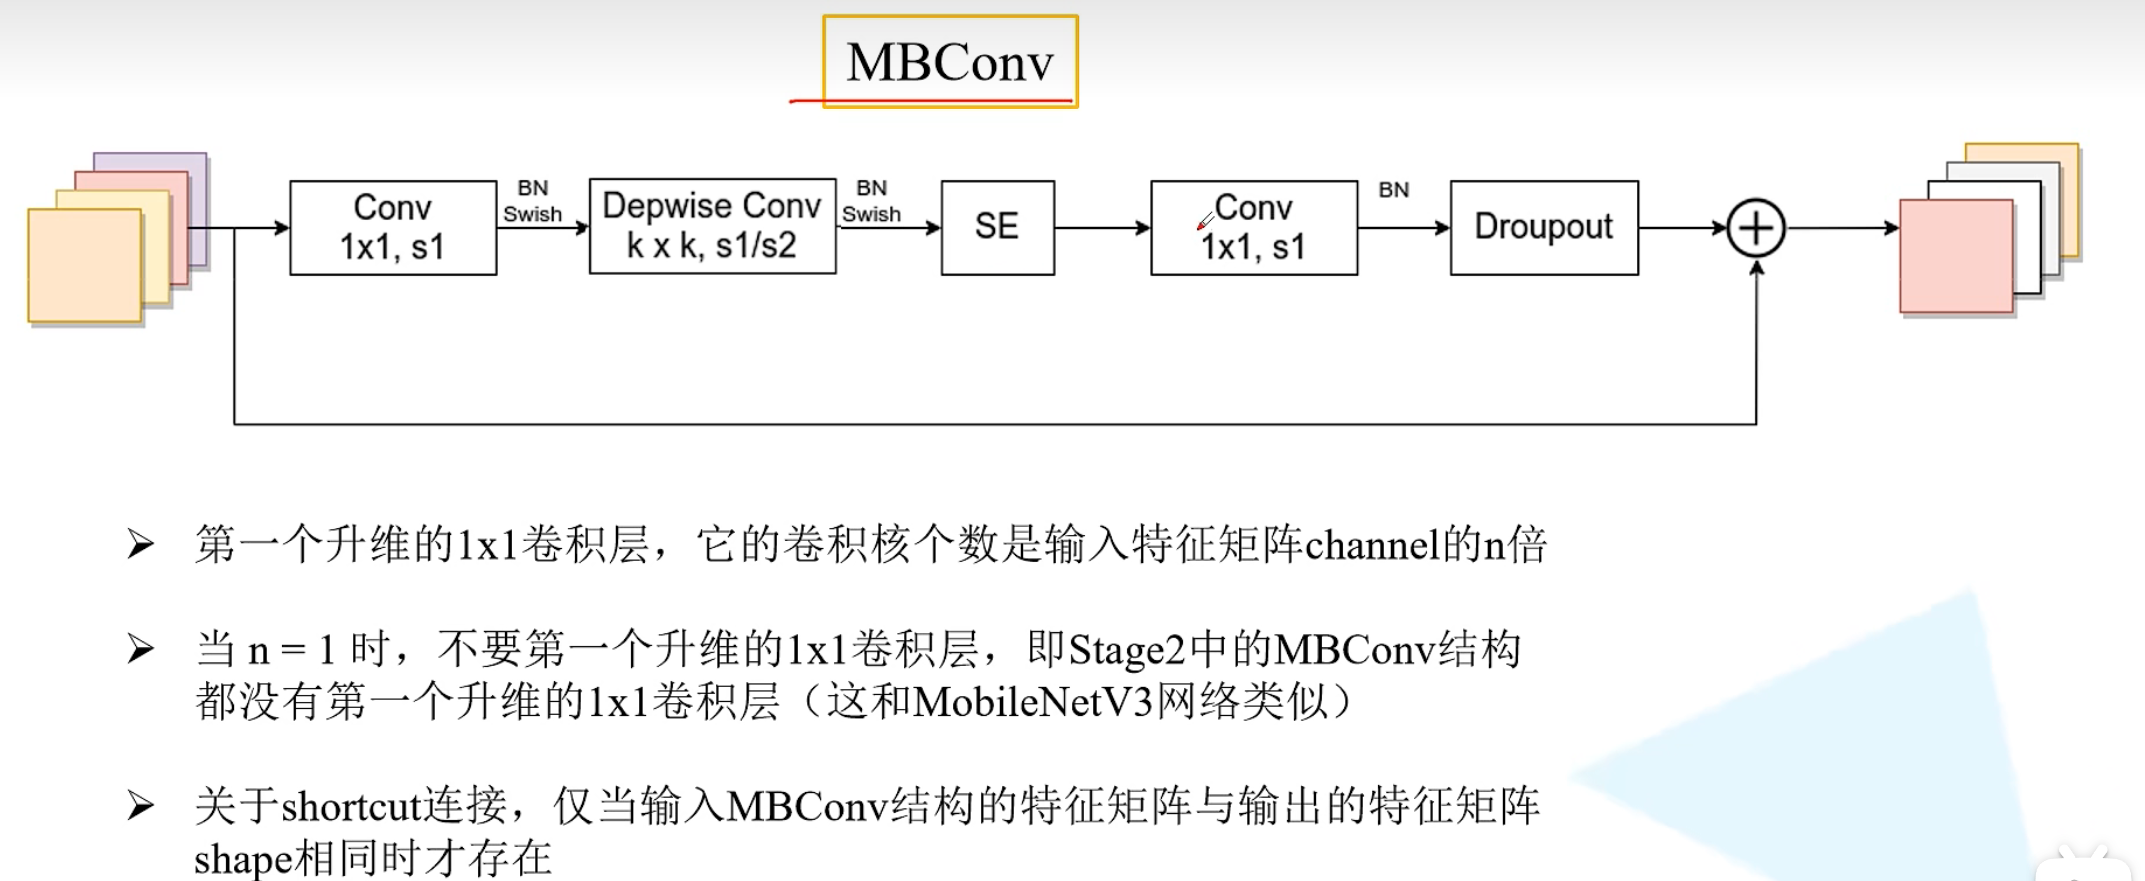 MBConv
Conv
1x1, s1
BN
Swish
Depwise Conv
k x k, s1/s2
BN
Swish
SE
Conv
1x1, s1
BN
Droupout
第一个升维的1x1卷积层，它的卷积核个数是输入特征矩阵channel的n倍
当 n = 1 时，不要第一个升维的1x1卷积层，即Stage2中的MBConv结构
都没有第一个升维的1x1卷积层（这和MobileNetV3网络类似）
关于shortcut连接，仅当输入MBConv结构的特征矩阵与输出的特征矩阵
shape相同时才存在